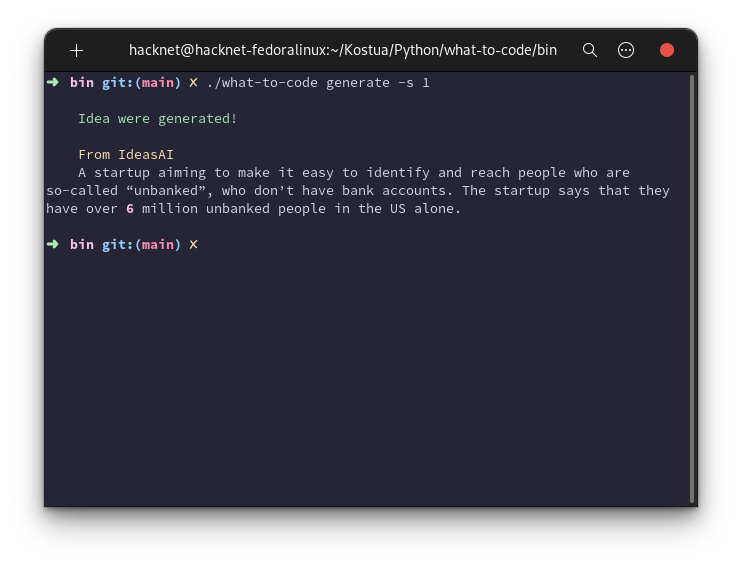 hacknet@hacknet-fedoralinux:~/Kostua/Python/what-to-code/bin
➜ bin git:(main) ✗ ./what-to-code generate -s 1
Idea were generated!
From IdeasAI
A startup aiming to make it easy to identify and reach people who are
so-called “unbanked”, who don’t have bank accounts. The startup says that they
have over 6 million unbanked people in the US alone.
➜ bin git:(main) ✗